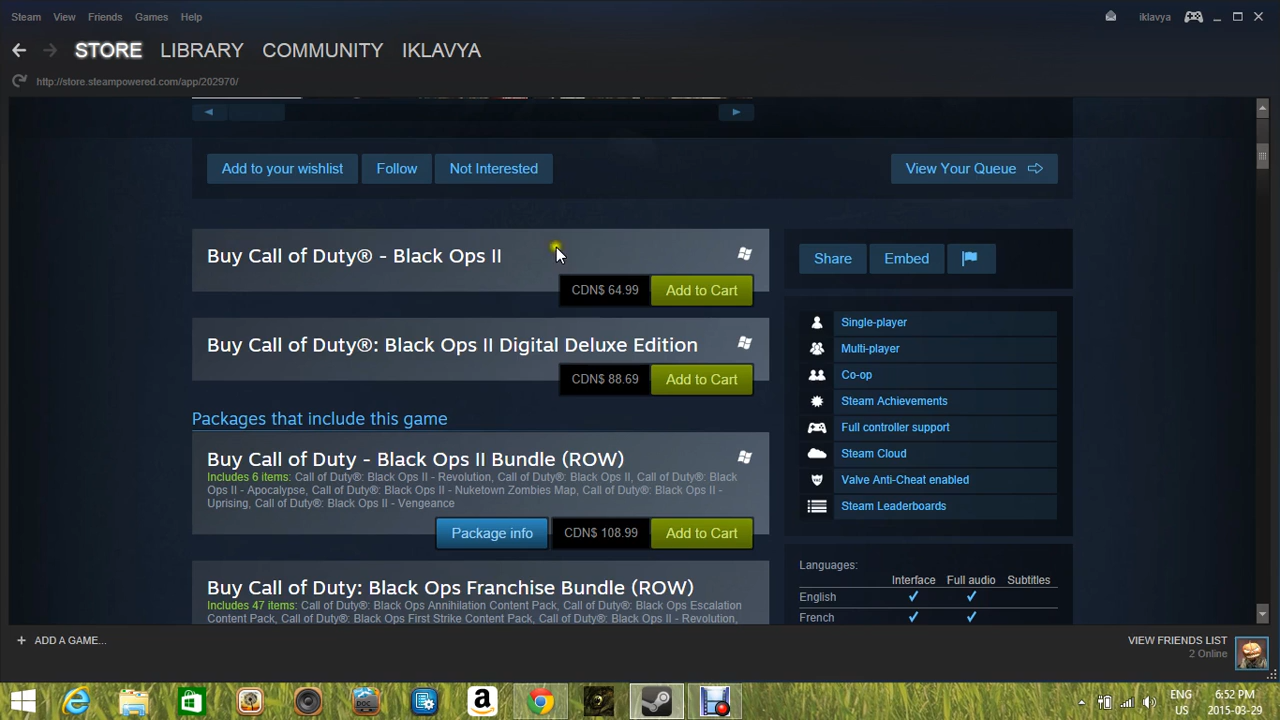 Steam View Friends Games Help iklavya
STORE LIBRARY COMMUNITY IKLAVYA
http://store.steampowered.com/app/202970/
Add to your wishlist Follow Not Interested View Your Queue
Buy Call of Duty® - Black Ops II
CDN$ 64.99 Add to Cart
Share Embed
Buy Call of Duty®: Black Ops II Digital Deluxe Edition
CDN$ 88.69 Add to Cart
Single-player
Multi-player
Co-op
Steam Achievements
Full controller support
Steam Cloud
Valve Anti-Cheat enabled
Steam Leaderboards
Packages that include this game
Buy Call of Duty - Black Ops II Bundle (ROW)
Includes 6 items: Call of Duty®: Black Ops II - Revolution, Call of Duty®: Black Ops II, Call of Duty®: Black
Ops II - Apocalypse, Call of Duty®: Black Ops II - Nuketown Zombies Map, Call of Duty®: Black Ops II -
Uprising, Call of Duty®: Black Ops II - Vengeance
Package info CDN$ 108.99 Add to Cart
Buy Call of Duty: Black Ops Franchise Bundle (ROW)
Includes 47 items: Call of Duty®: Black Ops Annihilation Content Pack, Call of Duty®: Black Ops Escalation
Content Pack, Call of Duty®: Black Ops First Strike Content Pack, Call of Duty®: Black Ops II - Revolution,
Languages:
Interface Full audio Subtitles
English
French
ADD A GAME...
VIEW FRIENDS LIST
2 Online
DOC
a
ENG
US
6:52 PM
2015-03-29